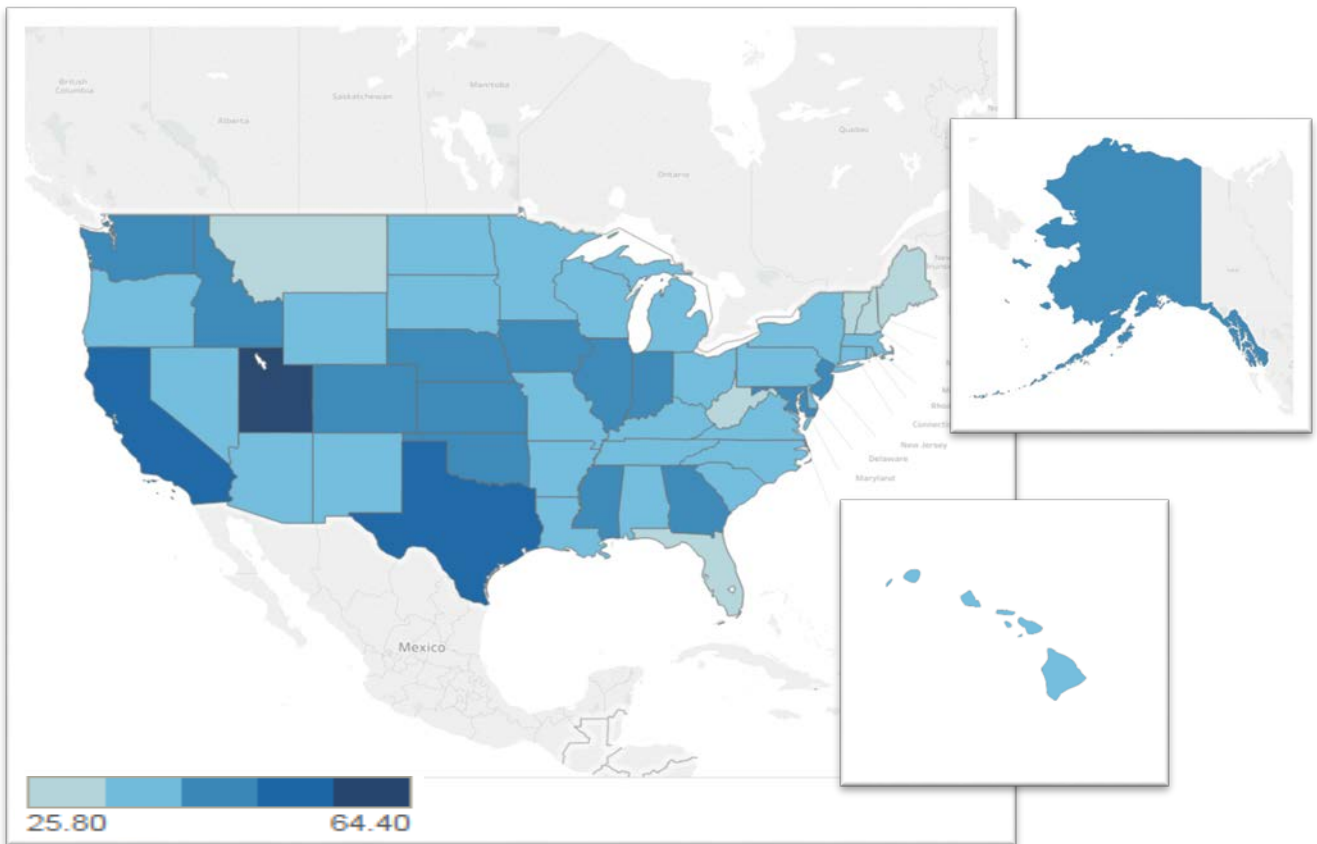 British
Columbia
Alberta
Saskatchewan
Manitoba
Ontario
Quebec
Connecticut
New Jersey
Delaware
Maryland
Mexico
25.80 64.40